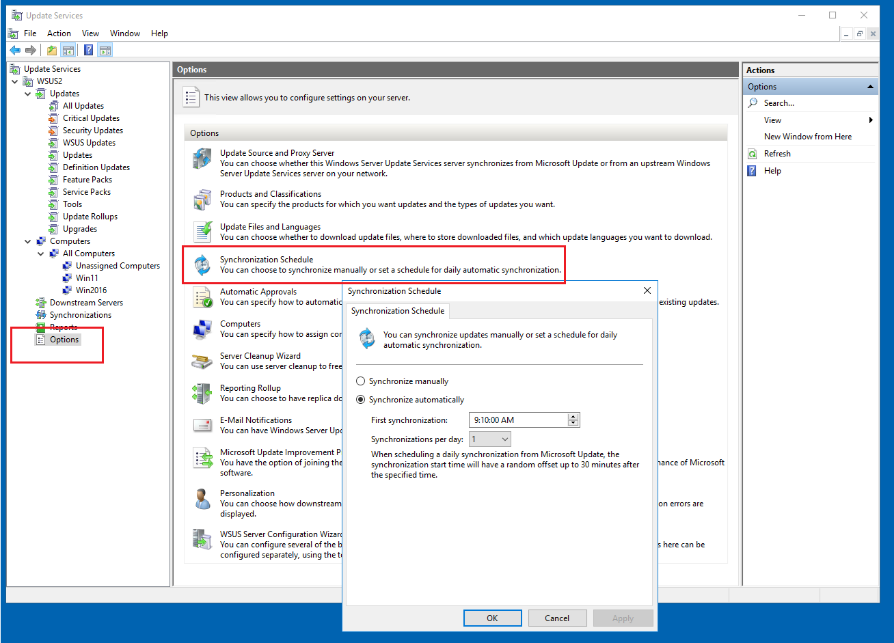 Update Services
File Action View Window Help
Update Services
WSUS2
Updates
All Updates
Critical Updates
Security Updates
WSUS Updates
Updates
Definition Updates
Feature Packs
Service Packs
Tools
Update Rollups
Upgrades
Computers
All Computers
Unassigned Computers
Win11
Win2016
Downstream Servers
Synchronizations
Reports
Options
Options
This view allows you to configure settings on your server.
Options
Update Source and Proxy Server
You can choose whether this Windows Server Update Services server synchronizes from Microsoft Update or from an upstream Windows
Server Update Services server on your network.
Products and Classifications
You can specify the products for which you want updates and the types of updates you want.
Update Files and Languages
You can choose whether to download update files, where to store downloaded files, and which update languages you want to download.
Synchronization Schedule
You can choose to synchronize manually or set a schedule for daily automatic synchronization.
Automatic Approvals
You can specify how to automatic existing updates.
Computers
You can specify how to assign co
Server Cleanup Wizard
You can use server cleanup to free
Reporting Rollup
You can choose to have replica do
E-Mail Notifications
You can have Windows Server Up
Microsoft Update Improvement P
You have the option of joining the nance of Microsoft
software.
Personalization
You can choose how downstream on errors are
displayed.
WSUS Server Configuration Wizard
You can configure several of the b s here can be
configured separately, using the t
Synchronization Schedule
Synchronization Schedule
You can synchronize updates manually or set a schedule for daily
automatic synchronization.
Synchronize manually
Synchronize automatically
First synchronization: 9:10:00 AM
Synchronizations per day: 1
When scheduling a daily synchronization from Microsoft Update, the
synchronization start time will have a random offset up to 30 minutes after
the specified time.
OK Cancel Apply
Actions
Options
Search...
View
New Window from Here
Refresh
Help